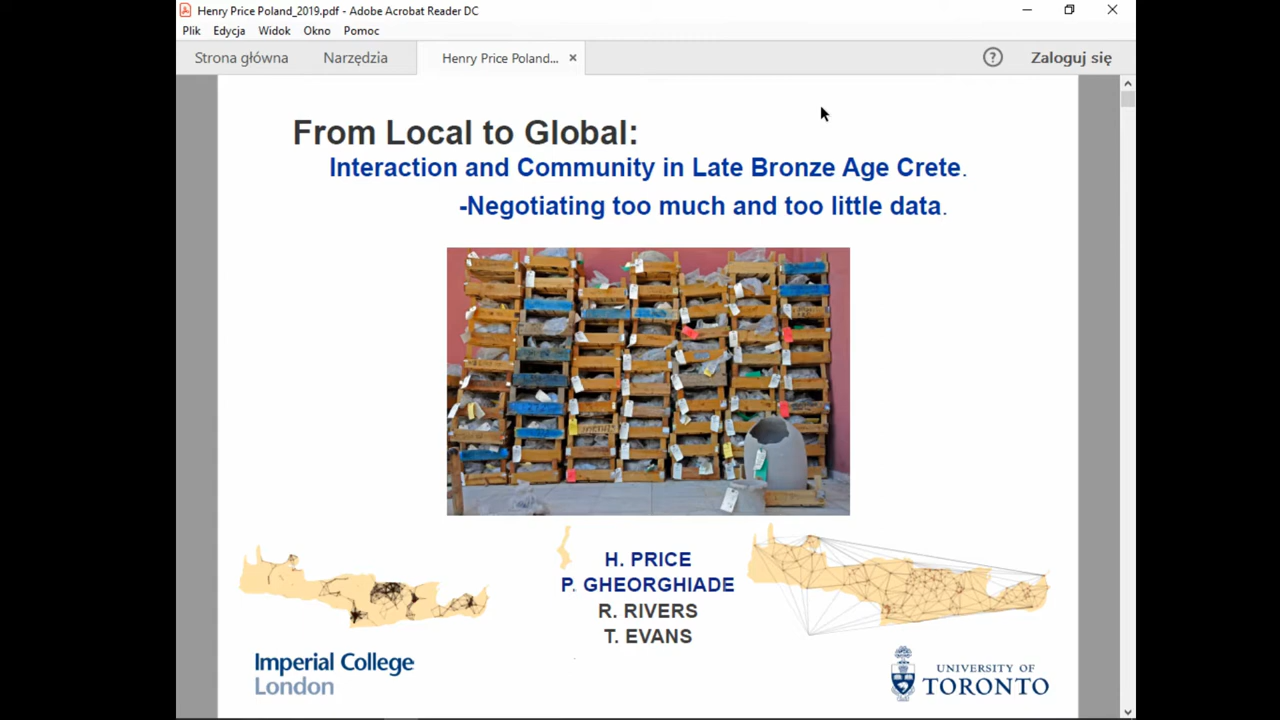 Henry Price Poland_2019.pdf - Adobe Acrobat Reader DC
Plik Edycja Widok Okno Pomoc
Strona główna Narzędzia Henry Price Poland... × ? Zaloguj się
From Local to Global:
Interaction and Community in Late Bronze Age Crete.
-Negotiating too much and too little data.
H. PRICE
P. GHEORGHIADE
R. RIVERS
T. EVANS
Imperial College
London
UNIVERSITY OF
TORONTO